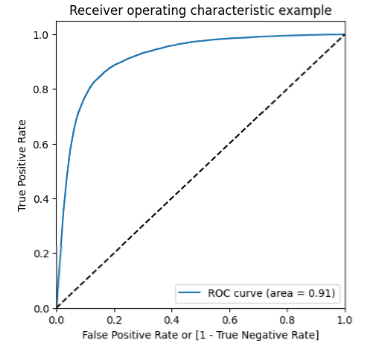 Receiver operating characteristic example
1.0
0.8
0.6
0.4
0.2
0.0
True Positive Rate
ROC curve (area = 0.91)
0.0 0.2 0.4 0.6 0.8 1.0
False Positive Rate or [1 - True Negative Rate]